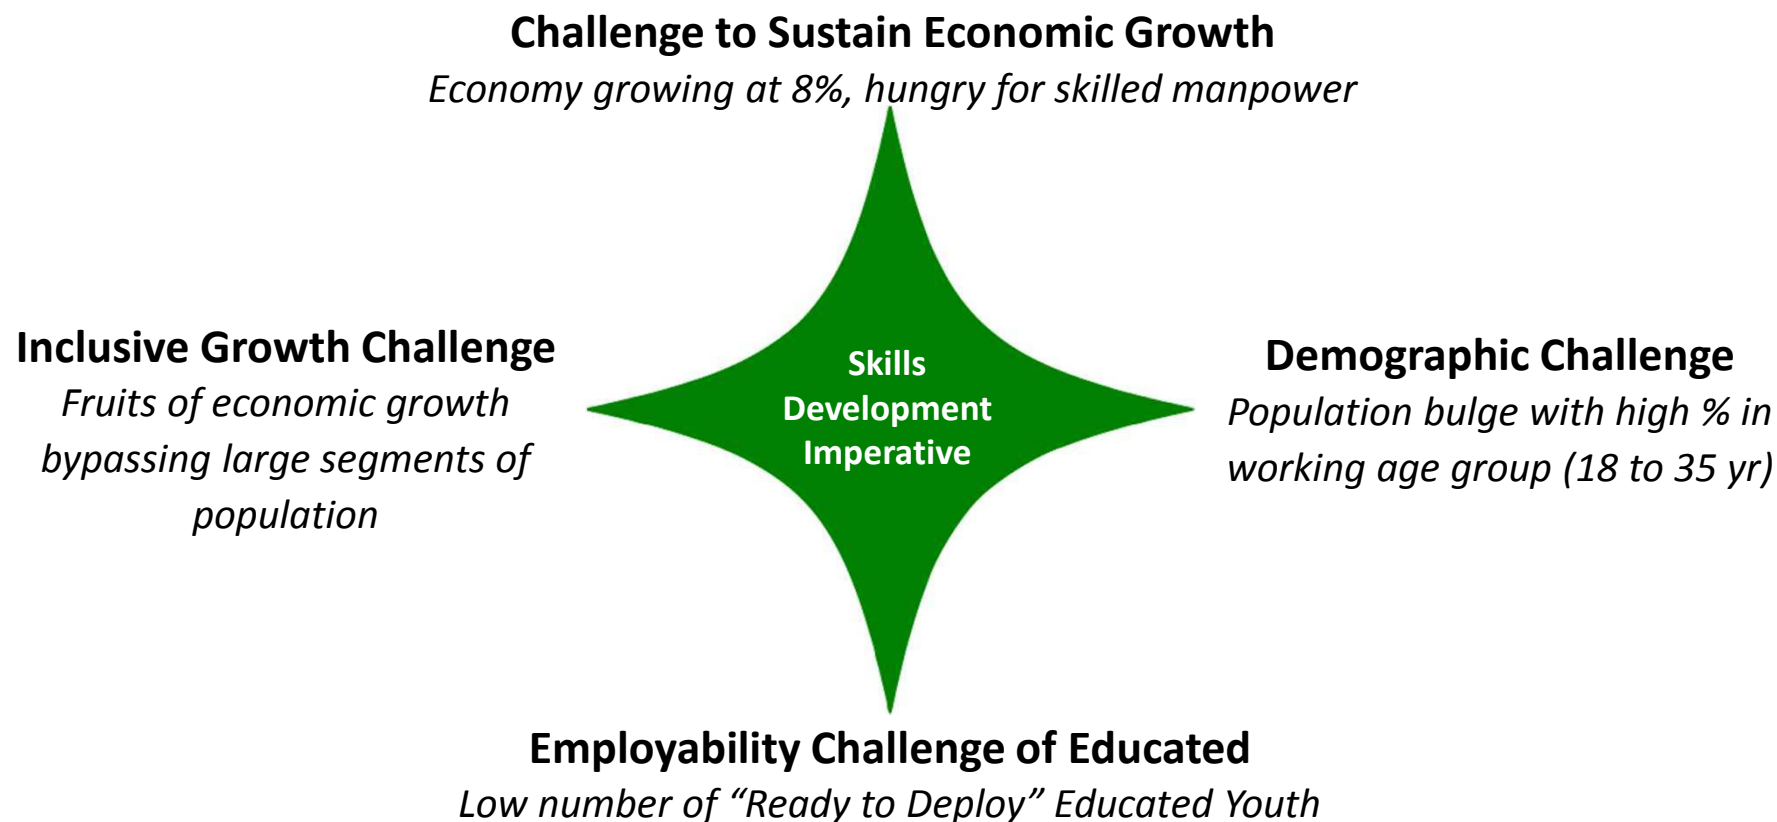 Challenge to Sustain Economic Growth
Economy growing at 8%, hungry for skilled manpower
Inclusive Growth Challenge
Fruits of economic growth
bypassing large segments of
population
Skills
Development
Imperative
Demographic Challenge
Population bulge with high % in
working age group (18 to 35 yr)
Employability Challenge of Educated
Low number of “Ready to Deploy” Educated Youth